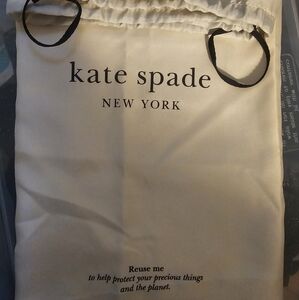 kate spade
NEW YORK
Reuse me
to help protect your precious things
and the planet.